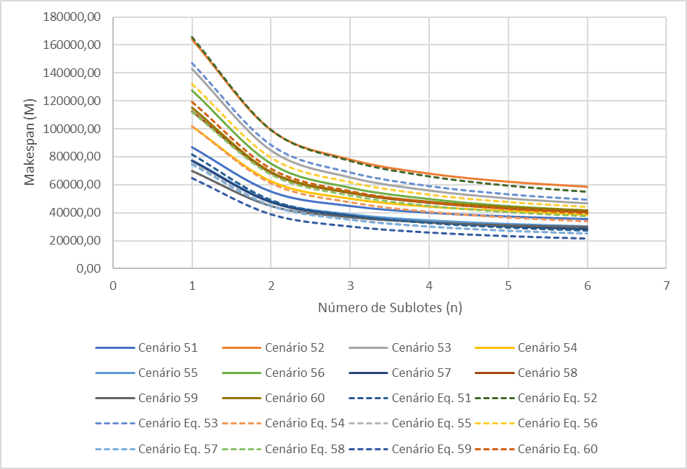 180000,00
160000,00
140000,00
120000,00
100000,00
80000,00
60000,00
40000,00
20000,00
0,00
Makespan (M)
0 1 2 3 4 5 6 7
Número de Sublotes (n)
Cenário 51 Cenário 52 Cenário 53 Cenário 54
Cenário 55 Cenário 56 Cenário 57 Cenário 58
Cenário 59 Cenário 60 Cenário Eq. 51 Cenário Eq. 52
Cenário Eq. 53 Cenário Eq. 54 Cenário Eq. 55 Cenário Eq. 56
Cenário Eq. 57 Cenário Eq. 58 Cenário Eq. 59 Cenário Eq. 60